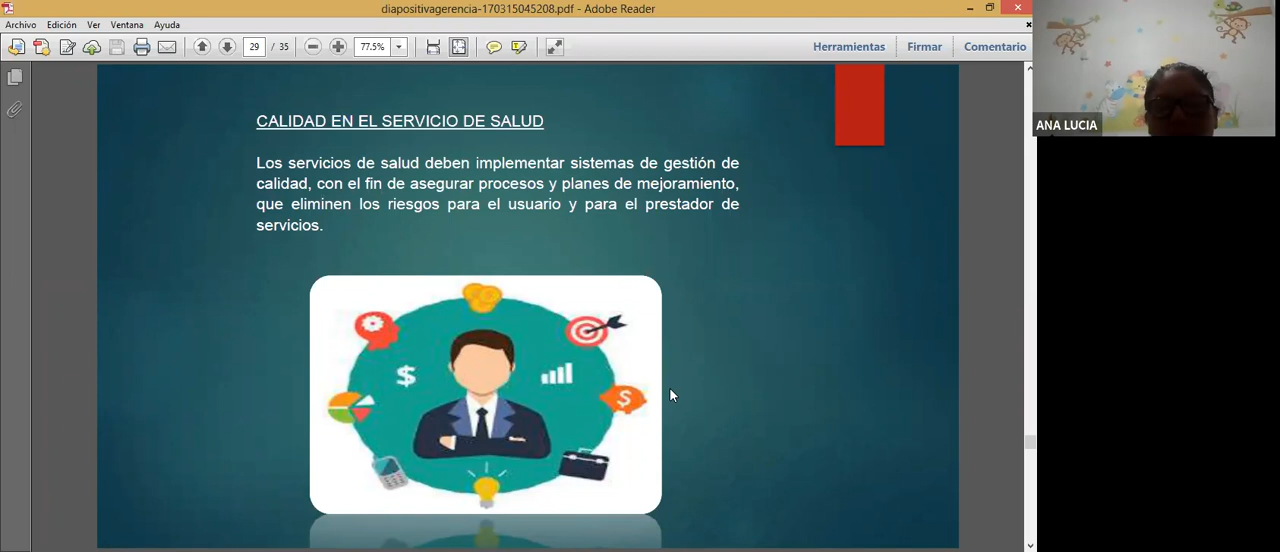 diapositivagerencia-170315045208.pdf - Adobe Reader
Archivo Edición Ver Ventana Ayuda
29 / 35 77.5% Herramientas Firmar Comentario
CALIDAD EN EL SERVICIO DE SALUD
Los servicios de salud deben implementar sistemas de gestión de
calidad, con el fin de asegurar procesos y planes de mejoramiento,
que eliminen los riesgos para el usuario y para el prestador de
servicios.
$ $
ANA LUCIA